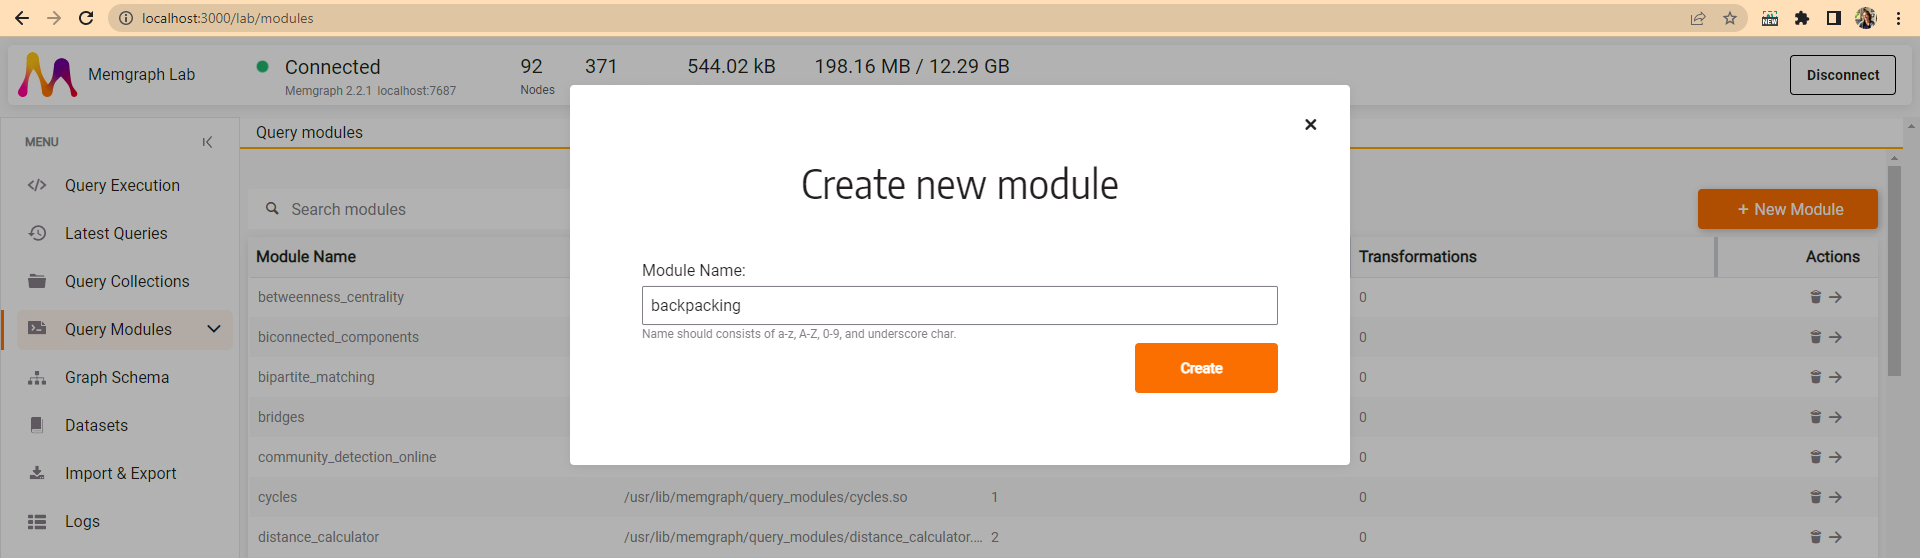 localhost:3000/lab/modules
NEW
Memgraph Lab
Connected
Memgraph 2.2.1 localhost:7687
92
Nodes
371
544.02 kB
198.16 MB / 12.29 GB
Disconnect
MENU
Query Execution
Latest Queries
Query Collections
Query Modules
Graph Schema
Datasets
Import & Export
Logs
Query modules
Search modules
+ New Module
Module Name Transformations Actions
betweenness_centrality 0
biconnected_components 0
bipartite_matching 0
bridges 0
community_detection_online 0
cycles /usr/lib/memgraph/query_modules/cycles.so 1 0
distance_calculator /usr/lib/memgraph/query_modules/distance_calculator.... 2 0
Create new module
Module Name:
backpacking
Name should consists of a-z, A-Z, 0-9, and underscore char.
Create